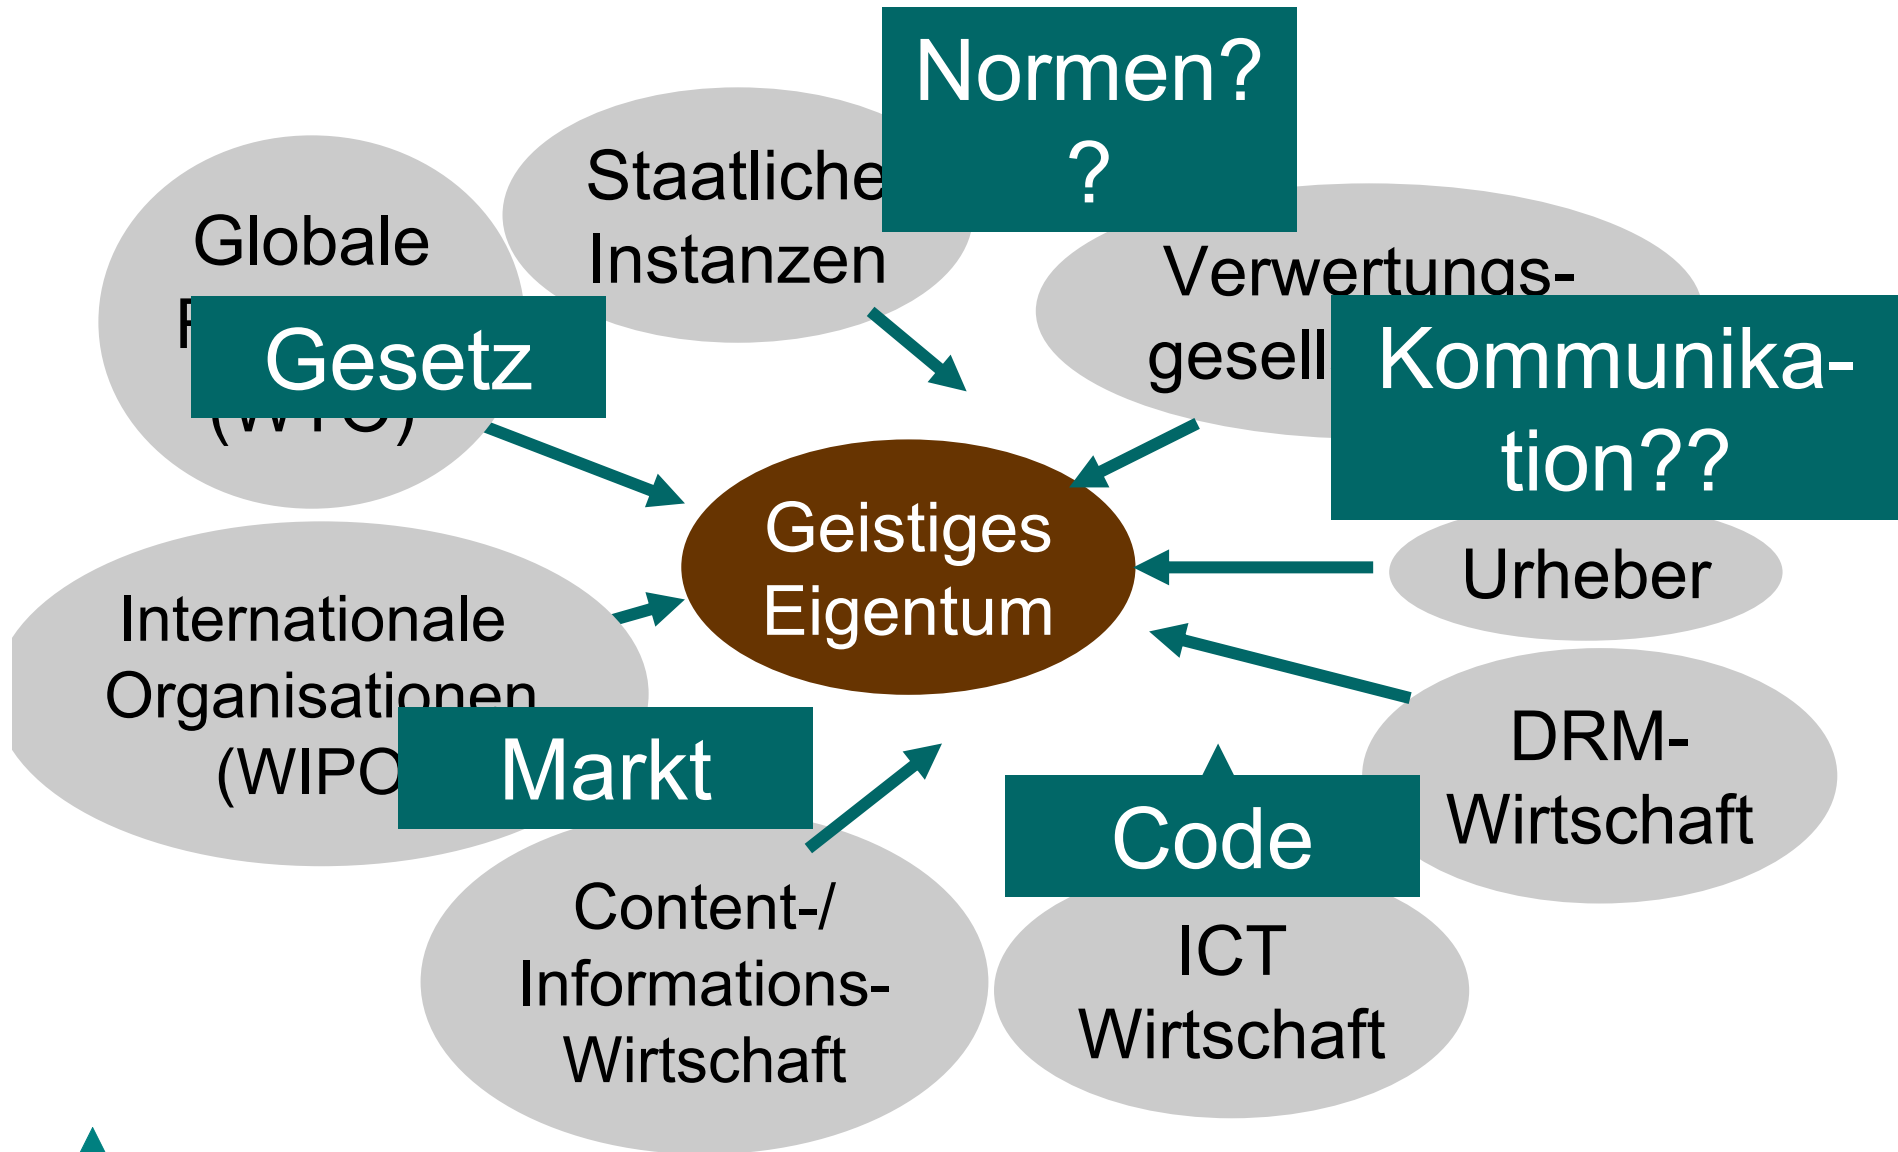 Normen?
?
Staatliche
Instanzen
Globale
(WTO)
Gesetz
Verwertungs-
Kommunika-
tion??
Geistiges
Eigentum
Urheber
Internationale
Organisationen
(WIPO
Markt
DRM-
Wirtschaft
Code
Content-/
Informations-
Wirtschaft
ICT
Wirtschaft